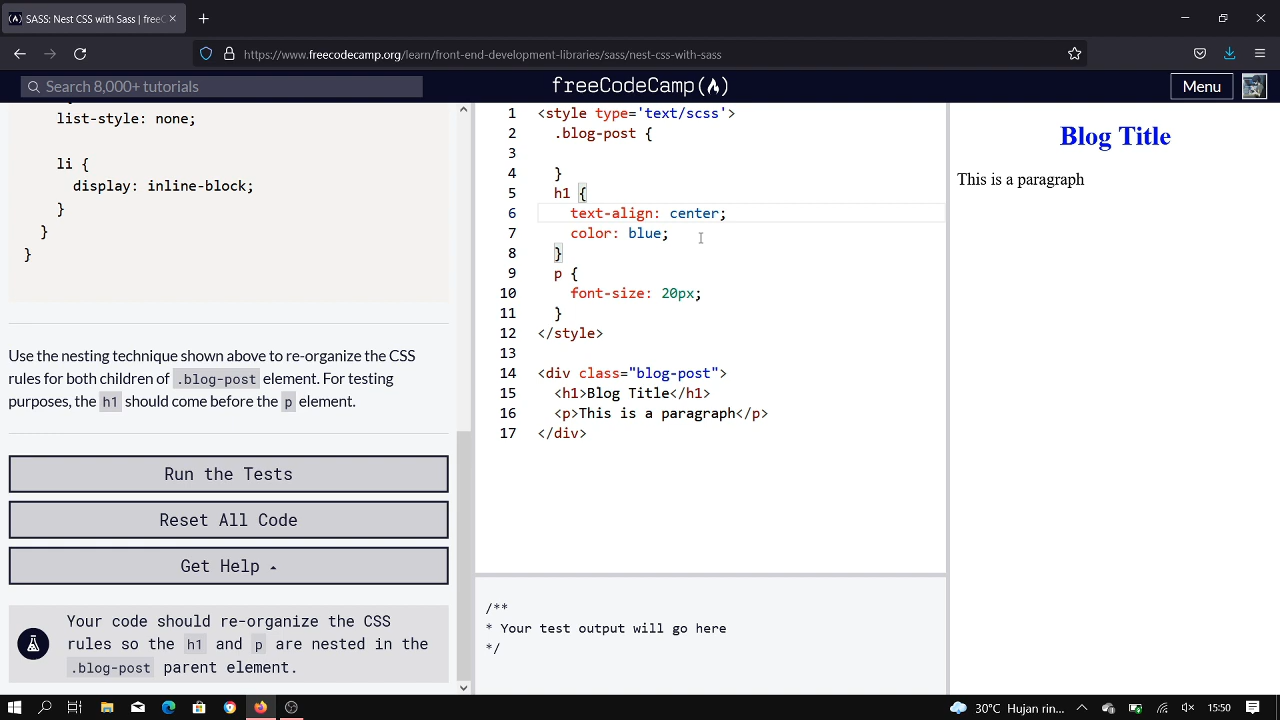 SASS: Nest CSS with Sass | freeC
https://www.freecodecamp.org/learn/front-end-development-libraries/sass/nest-css-with-sass
Search 8,000+ tutorials
freeCodeCamp
Menu
list-style: none;
li {
display: inline-block;
}
}
}
Use the nesting technique shown above to re-organize the CSS
rules for both children of .blog-post element. For testing
purposes, the h1 should come before the p element.
Run the Tests
Reset All Code
Get Help
Your code should re-organize the CSS
rules so the h1 and p are nested in the
.blog-post parent element.
1 <style type='text/scss'>
2 .blog-post {
3
4 }
5 h1 {
6 text-align: center;
7 color: blue;
8 }
9 p {
10 font-size: 20px;
11 }
12 </style>
13
14 <div class="blog-post">
15 <h1>Blog Title</h1>
16 <p>This is a paragraph</p>
17 </div>
/**
* Your test output will go here
*/
Blog Title
This is a paragraph
30°C Hujan rin...
15:50